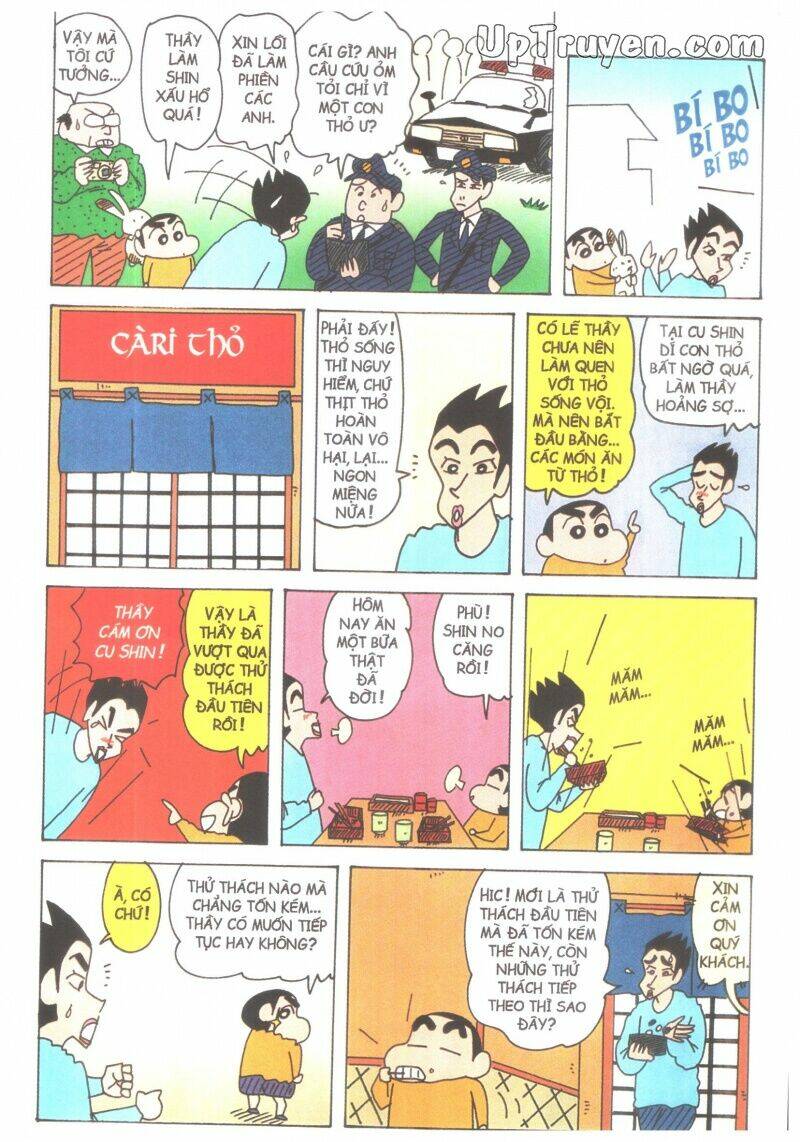 UpTruyen.com
BÍ BO
BÍ BO
BÍ BO
CÁI GÌ? ANH
CẦU CỨU ỎM
TỎI CHỈ VÌ
MỘT CON
THỎ Ư?
XIN LỖI
ĐÃ LÀM
PHIỀN
CÁC
ANH.
THẦY
LÀM
SHIN
XẤU HỔ
QUÁ!
VẬY MÀ
TÔI CỨ
TƯỞNG...
TẠI CU SHIN
DÍ CON THỎ
BẤT NGỜ QUÁ,
LÀM THẦY
HOẢNG SỢ...
CÓ LẼ THẦY
CHƯA NÊN
LÀM QUEN
VỚI THỎ
SỐNG VỘI.
MÀ NÊN BẮT
ĐẦU BẰNG...
CÁC MÓN ĂN
TỪ THỎ!
PHẢI ĐẤY!
THỎ SỐNG
THÌ NGUY
HIỂM, CHỨ
THỊT THỎ
HOÀN
TOÀN VÔ
HẠI, LẠI...
NGON
MIỆNG
NỮA!
CÀRI THỎ
MĂM
MĂM...
MĂM
MĂM...
PHÙ!
SHIN NO
CĂNG
RỒI!
HÔM
NAY ĂN
MỘT BỮA
THẬT
ĐÃ
ĐỜI!
VẬY LÀ
THẦY ĐÃ
VƯỢT QUA
ĐƯỢC THỬ
THÁCH
ĐẦU TIÊN
RỒI!
THẦY
CẢM ƠN
CU SHIN!
XIN
CẢM
ƠN
QUÝ
KHÁCH.
HIC! MỚI LÀ THỬ
THÁCH ĐẦU TIÊN
MÀ ĐÃ TỐN KÉM
THẾ NÀY, CÒN
NHỮNG THỬ
THÁCH TIẾP
THEO THÌ SAO
ĐÂY?
THỬ THÁCH NÀO MÀ
CHẲNG TỐN KÉM...
THẦY CÓ MUỐN TIẾP
TỤC HAY KHÔNG?
À, CÓ
CHỨ!